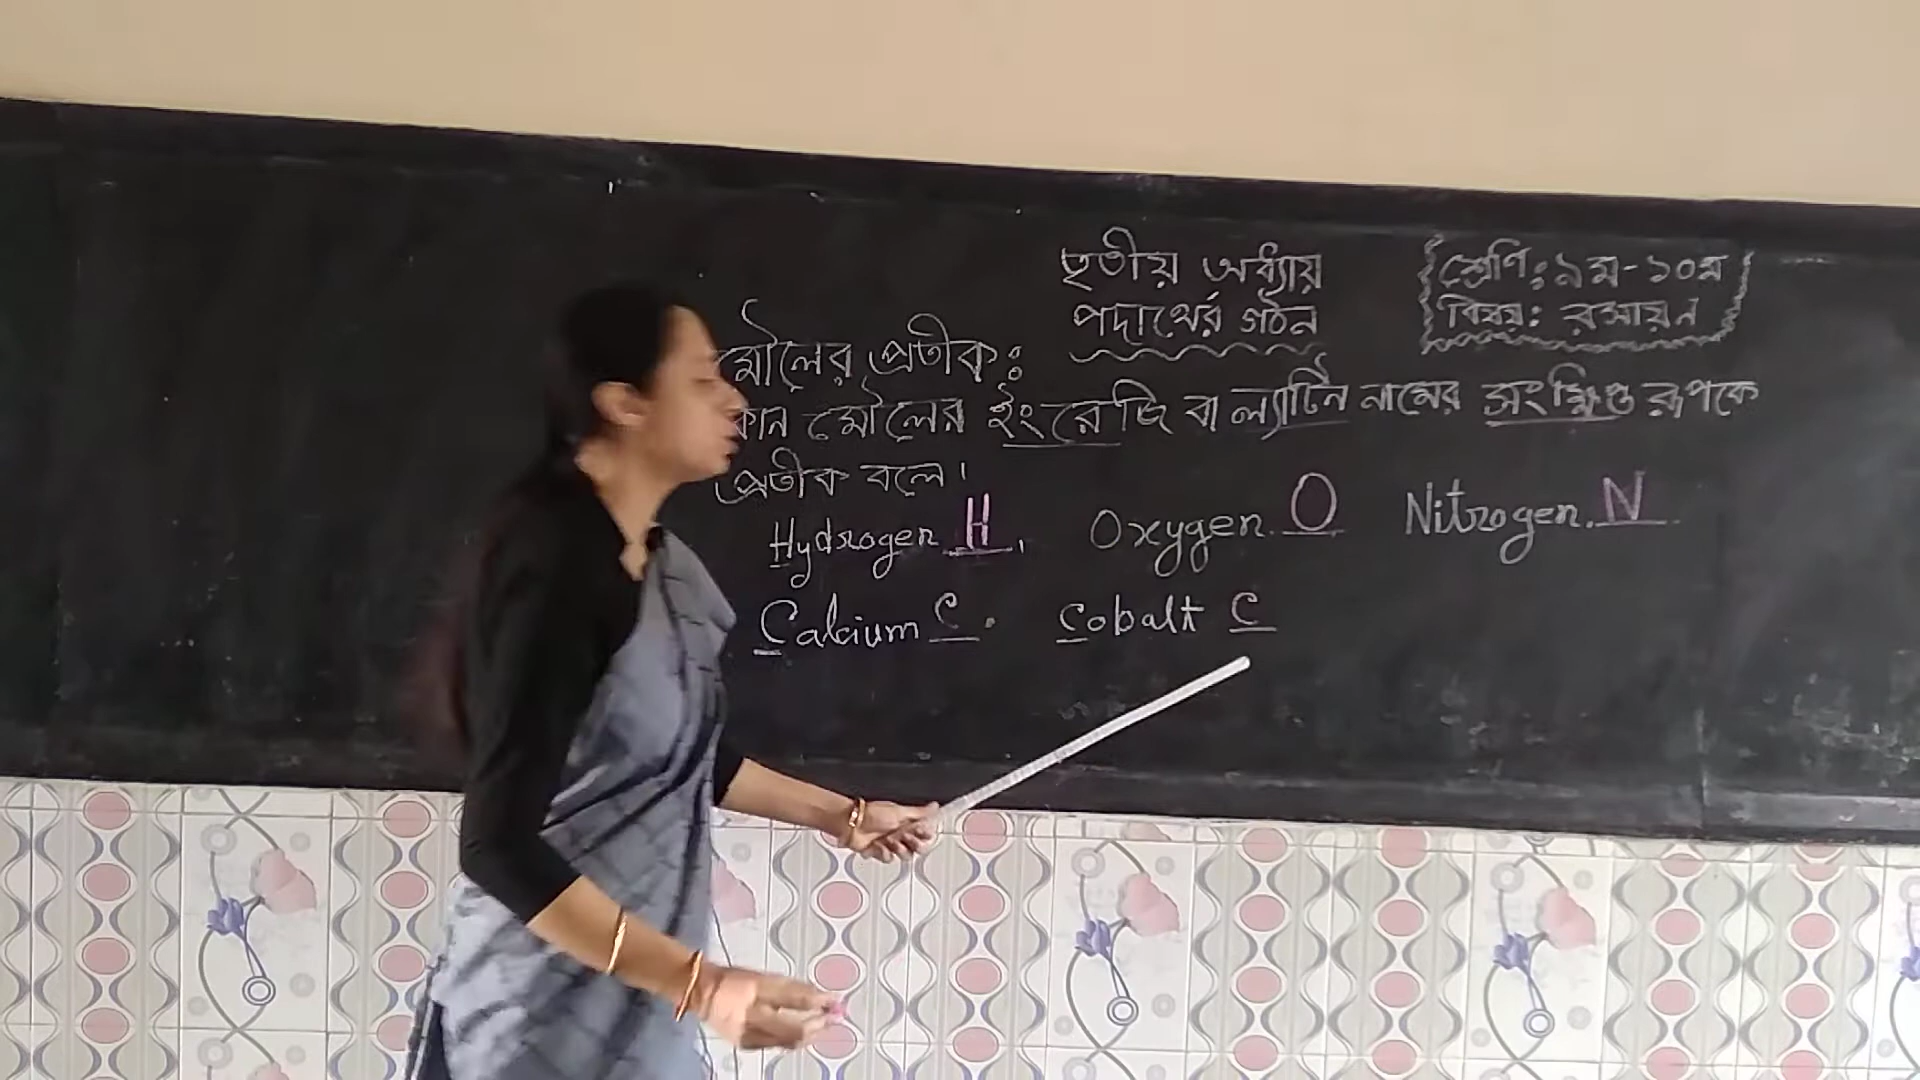 তৃতীয় অধ্যায়
পদার্থের গঠন
শ্রেণি: ৯ম-১০ম
বিষয়: রসায়ন
মৌলের প্রতীক:
কোন মৌলের ইংরেজি বা ল্যাটিন নামের সংক্ষিপ্ত রূপকে
প্রতীক বলে।
Hydrogen H, Oxygen. O Nitrogen. N
Calcium C. Cobalt C